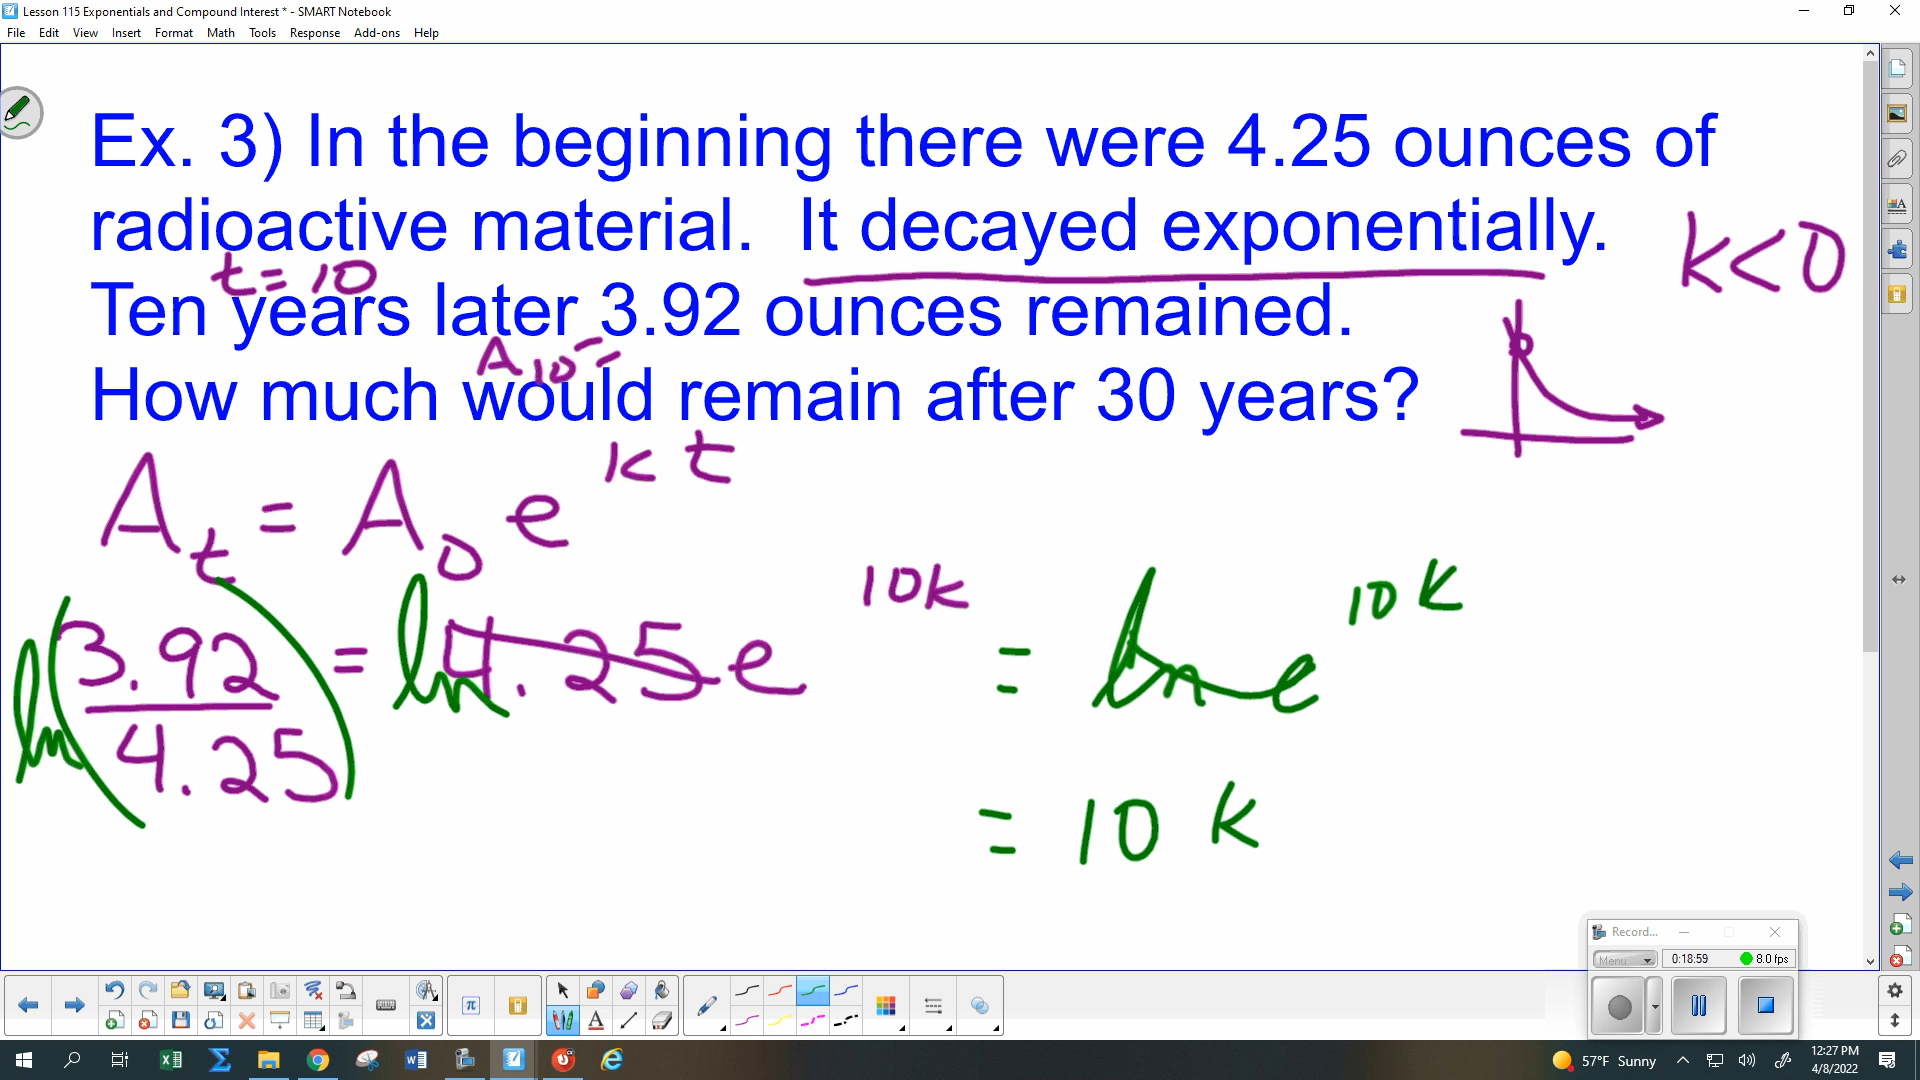 Lesson 115 Exponentials and Compound Interest * - SMART Notebook
File Edit View Insert Format Math Tools Response Add-ons Help
Ex. 3) In the beginning there were 4.25 ounces of
radioactive material. It decayed exponentially.
k<0
t = 10
Ten years later 3.92 ounces remained.
A10 =
How much would remain after 30 years?
At = A0 e^kt
ln(3.92/4.25) = ln 4.25e^10k = ln e^10k
= 10k
Record...
Menu 0:18:59 8.0 fps
57°F Sunny
12:27 PM
4/8/2022